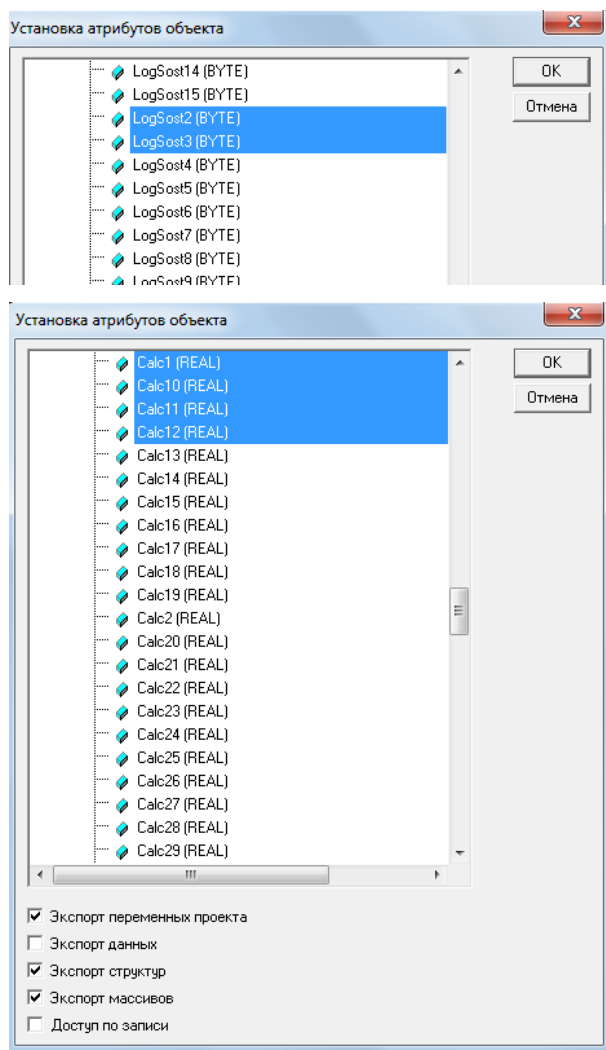 Установка атрибутов объекта
LogSost14 (BYTE)
LogSost15 (BYTE)
LogSost2 (BYTE)
LogSost3 (BYTE)
LogSost4 (BYTE)
LogSost5 (BYTE)
LogSost6 (BYTE)
LogSost7 (BYTE)
LogSost8 (BYTE)
LogSost9 (BYTE)
OK
Отмена
Установка атрибутов объекта
Calc1 (REAL)
Calc10 (REAL)
Calc11 (REAL)
Calc12 (REAL)
Calc13 (REAL)
Calc14 (REAL)
Calc15 (REAL)
Calc16 (REAL)
Calc17 (REAL)
Calc18 (REAL)
Calc19 (REAL)
Calc2 (REAL)
Calc20 (REAL)
Calc21 (REAL)
Calc22 (REAL)
Calc23 (REAL)
Calc24 (REAL)
Calc25 (REAL)
Calc26 (REAL)
Calc27 (REAL)
Calc28 (REAL)
Calc29 (REAL)
OK
Отмена
Экспорт переменных проекта
Экспорт данных
Экспорт структур
Экспорт массивов
Доступ по записи